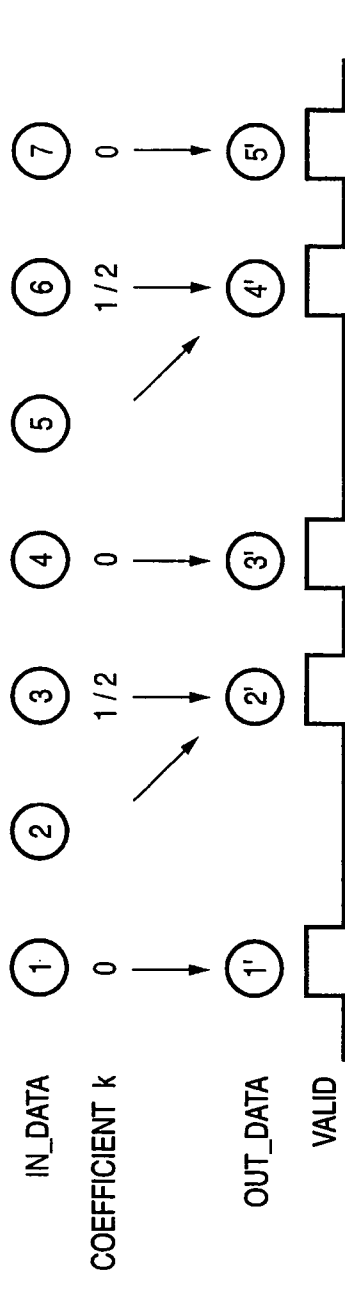 IN_DATA 1 2 3 4 5 6 7
COEFFICIENT k 0 1/2 0 1/2 0
OUT_DATA 1' 2' 3' 4' 5'
VALID